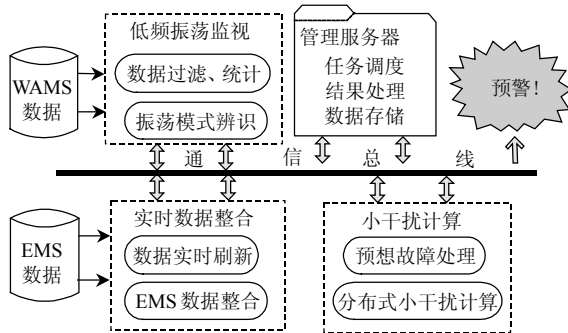 低频振荡监视
WAMS
数据
数据过滤、统计
振荡模式辨识
管理服务器
任务调度
结果处理
数据存储
预警!
通信总线
EMS
数据
实时数据整合
数据实时刷新
EMS数据整合
小干扰计算
预想故障处理
分布式小干扰计算